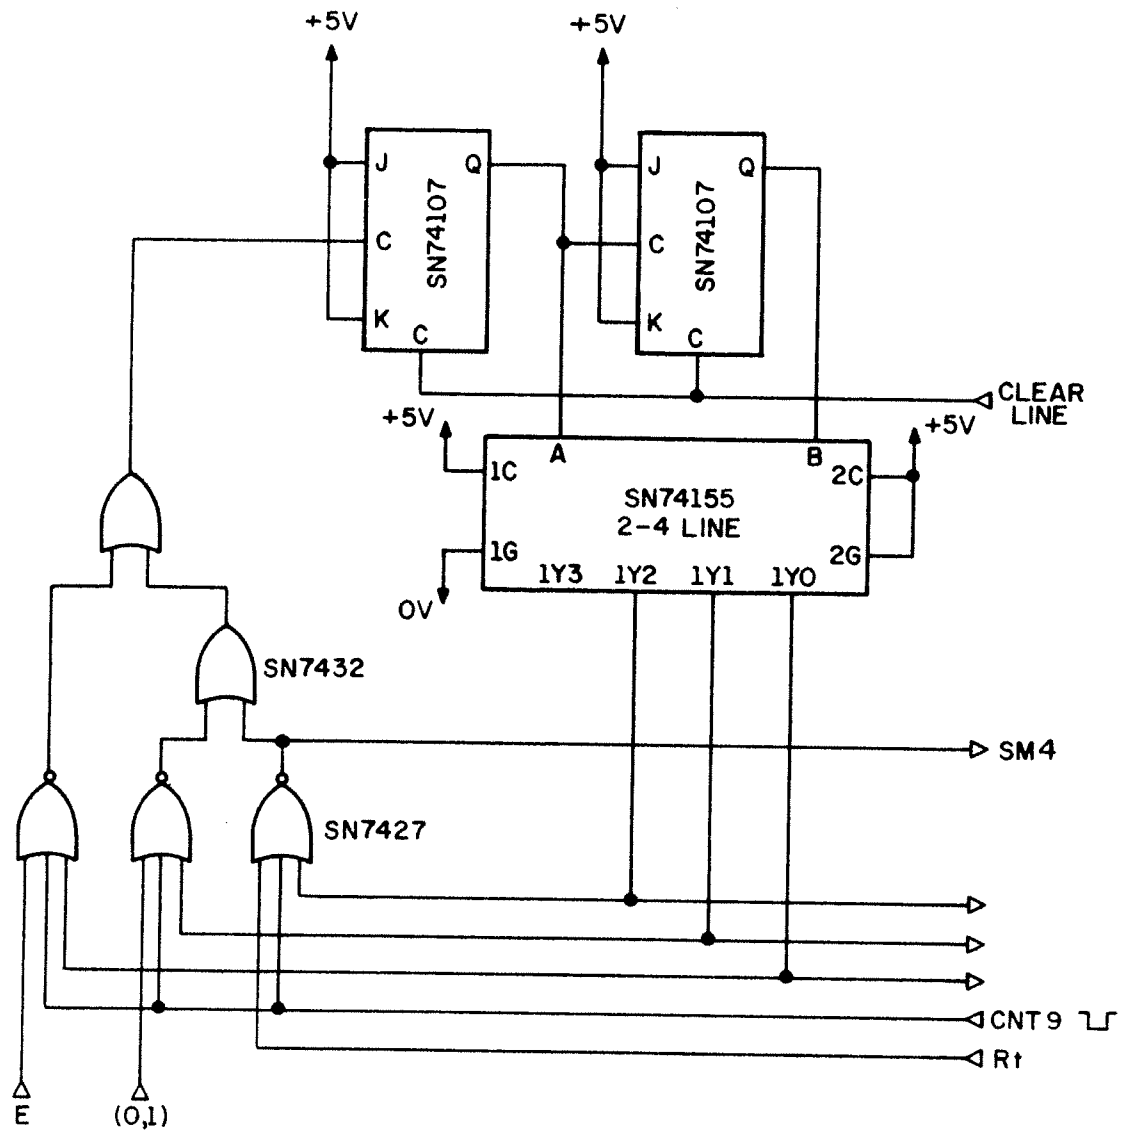 +5V
+5V
J
Q
C
K
C
SN74107
J
Q
C
K
C
SN74107
CLEAR
LINE
+5V
+5V
A
B
1C
2C
SN74155
2-4 LINE
1G
2G
1Y3
1Y2
1Y1
1Y0
0V
SN7432
SM4
SN7427
CNT9
Rt
E
(0,1)